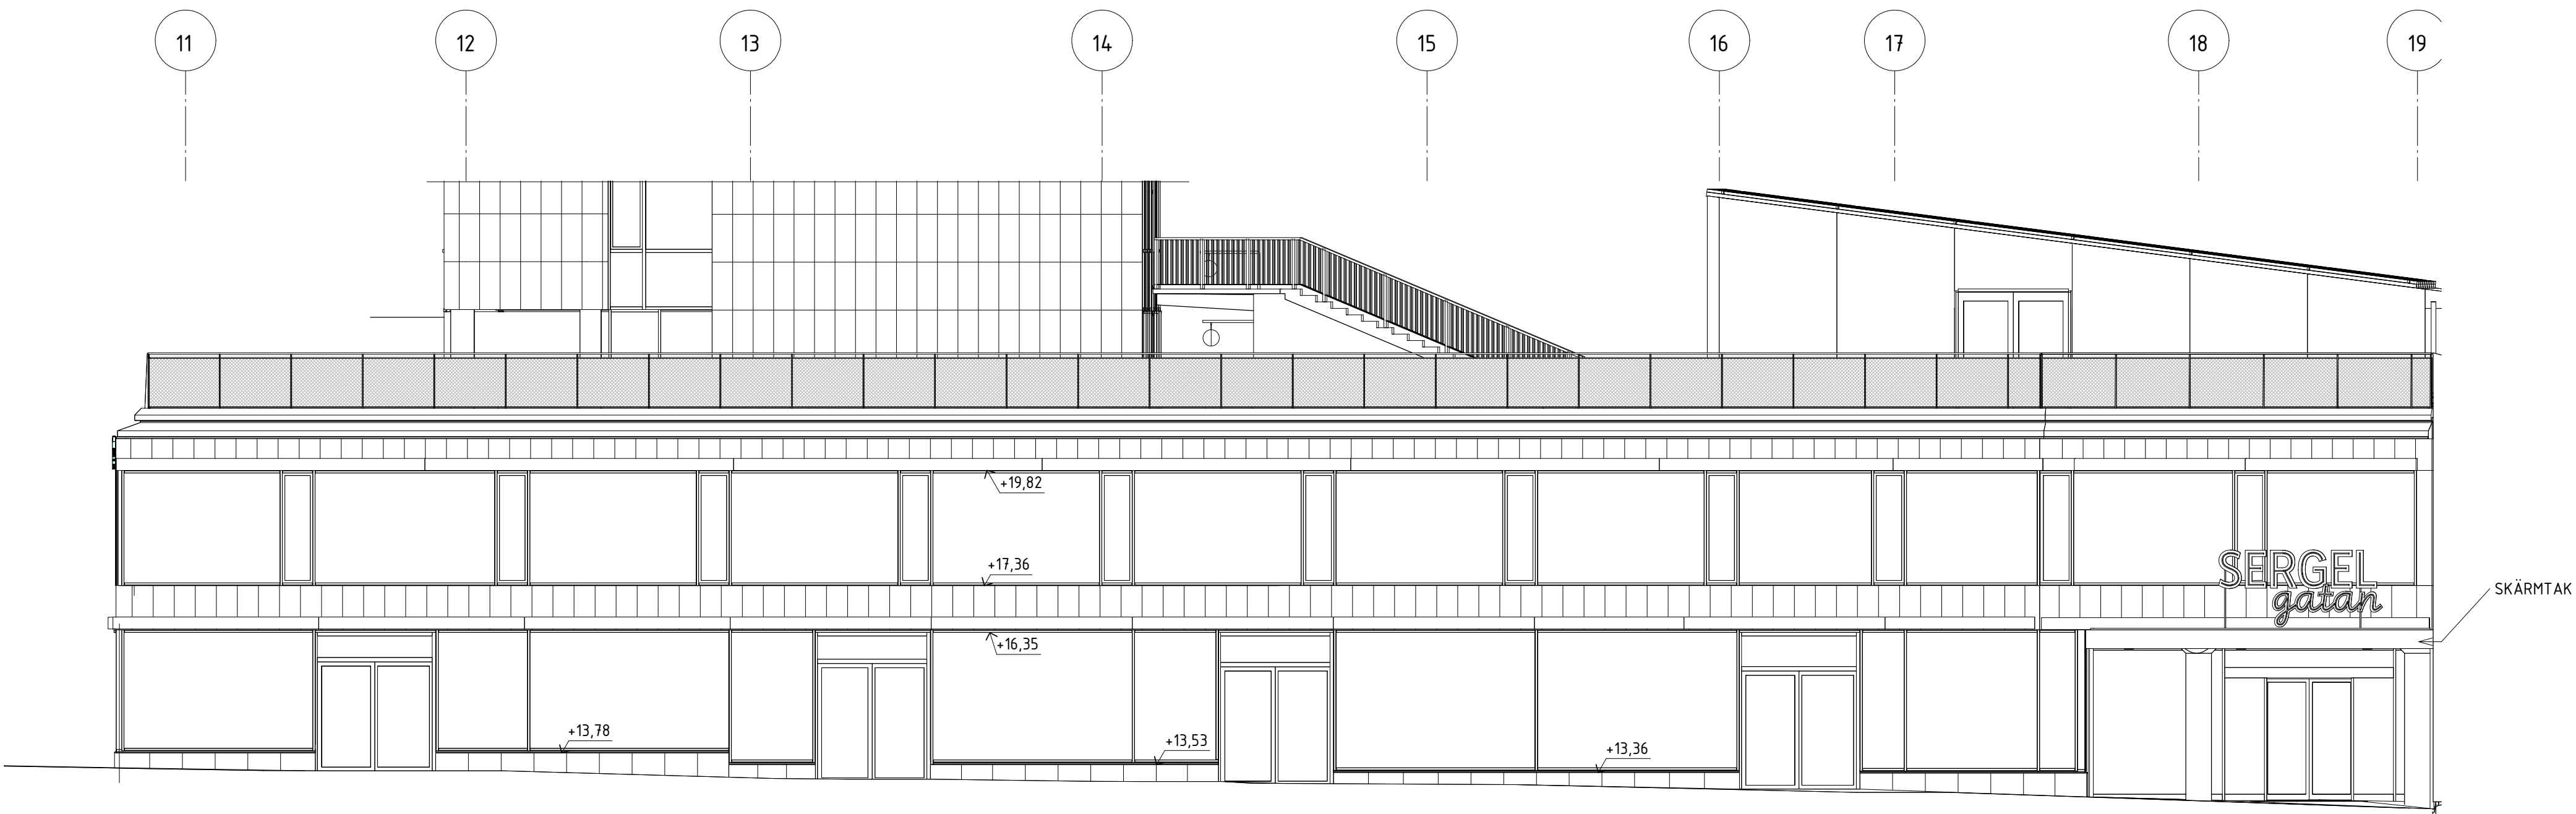 11 12 13 14 15 16 17 18 19
+19,82
+17,36
SERGEL
gatan
SKÄRMTAK
+16,35
+13,78
+13,53
+13,36